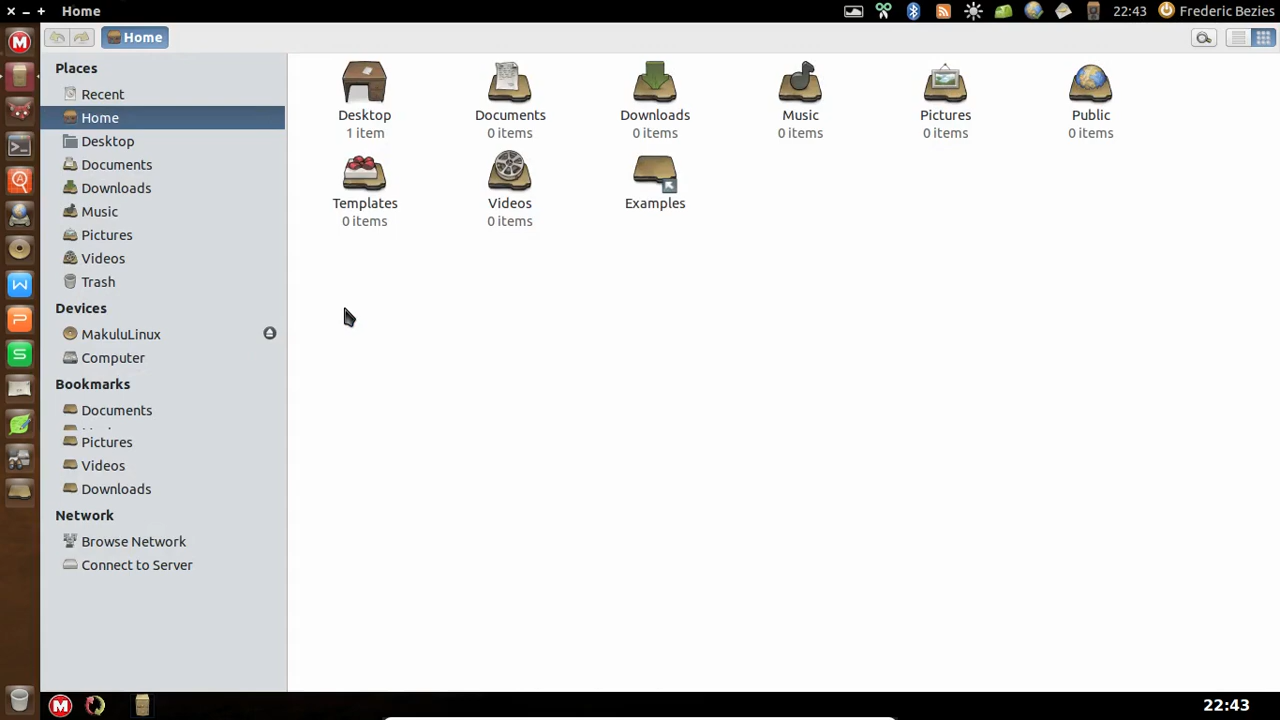 Home
22:43
Frederic Bezies
Home
Places
Recent
Home
Desktop
Documents
Downloads
Music
Pictures
Videos
Trash
Devices
MakuluLinux
Computer
Bookmarks
Documents
Pictures
Videos
Downloads
Network
Browse Network
Connect to Server
Desktop
1 item
Documents
0 items
Downloads
0 items
Music
0 items
Pictures
0 items
Public
0 items
Templates
0 items
Videos
0 items
Examples
22:43